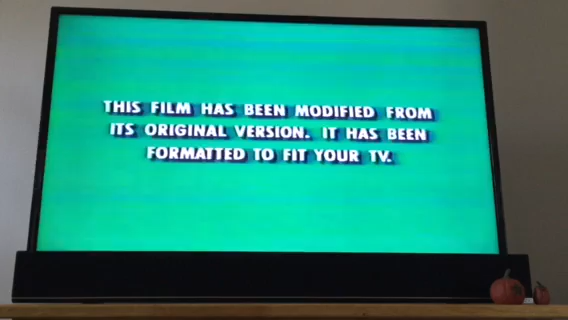 THIS FILM HAS BEEN MODIFIED FROM
ITS ORIGINAL VERSION. IT HAS BEEN
FORMATTED TO FIT YOUR TV.